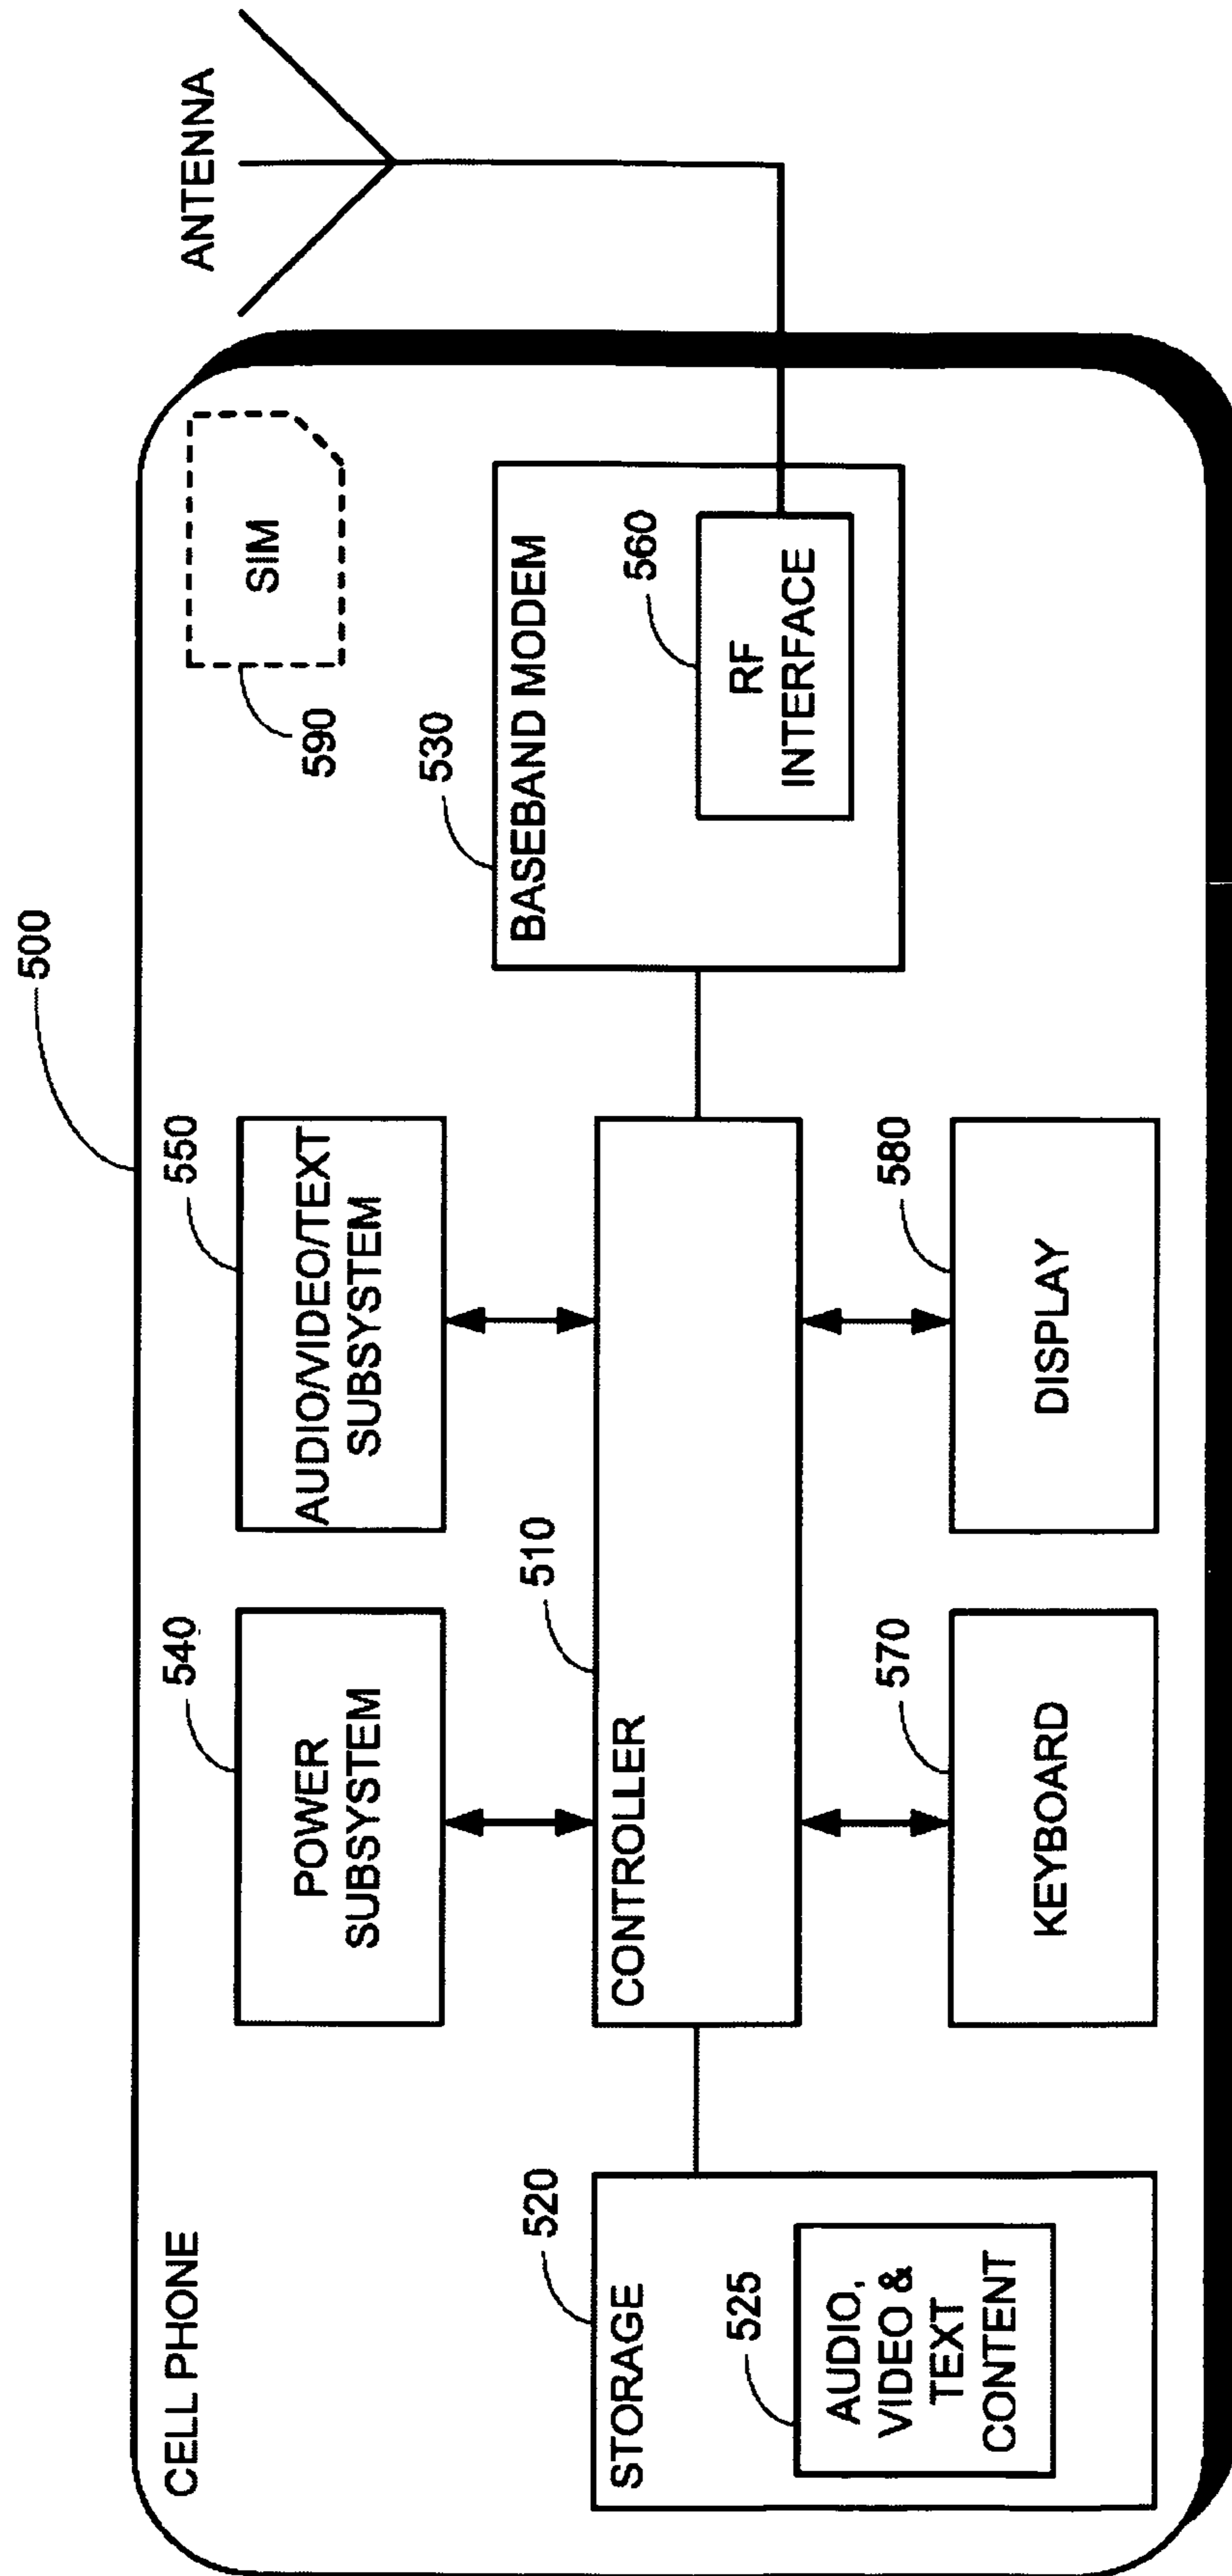 500
CELL PHONE
ANTENNA
540
POWER
SUBSYSTEM
550
AUDIO/VIDEO/TEXT
SUBSYSTEM
590
SIM
520
STORAGE
525
AUDIO,
VIDEO &
TEXT
CONTENT
510
CONTROLLER
530
BASEBAND MODEM
560
RF
INTERFACE
570
KEYBOARD
580
DISPLAY